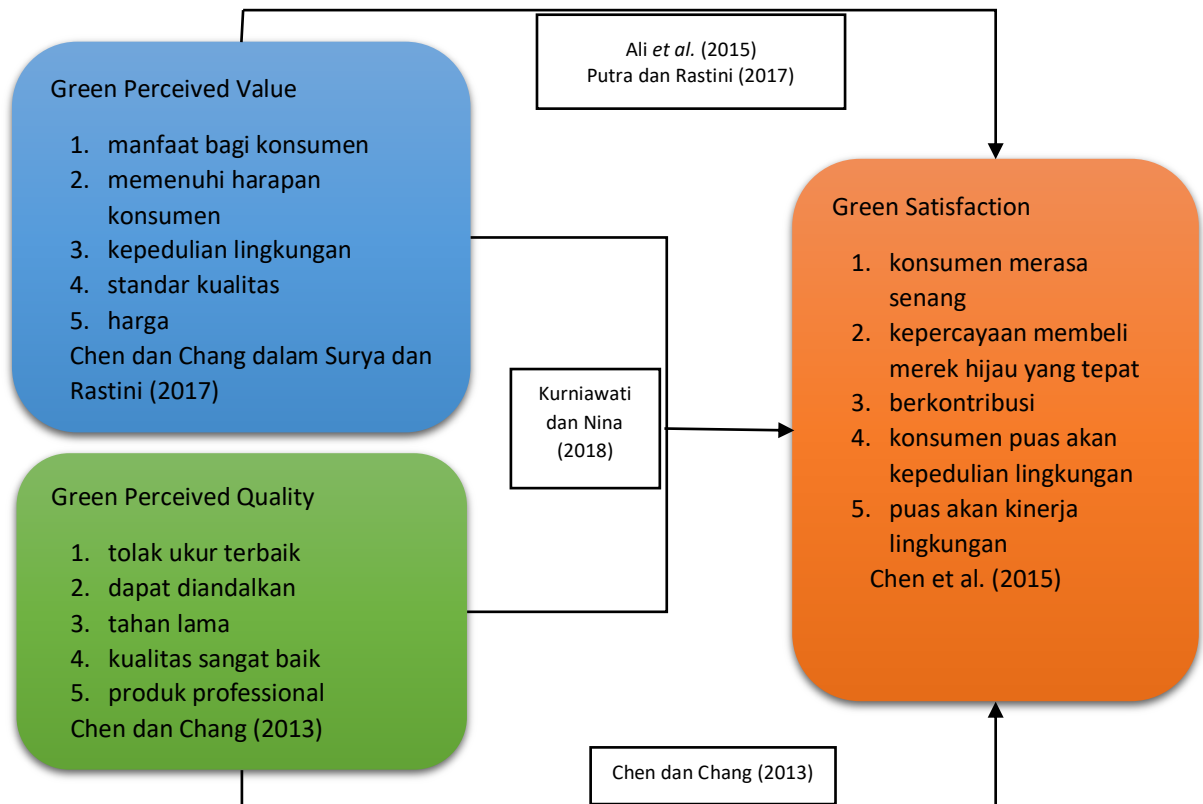 Ali et al. (2015)
Putra dan Rastini (2017)
Green Perceived Value
1. manfaat bagi konsumen
2. memenuhi harapan
konsumen
3. kepedulian lingkungan
4. standar kualitas
5. harga
Chen dan Chang dalam Surya dan
Rastini (2017)
Kurniawati
dan Nina
(2018)
Green Satisfaction
1. konsumen merasa
senang
2. kepercayaan membeli
merek hijau yang tepat
3. berkontribusi
4. konsumen puas akan
kepedulian lingkungan
5. puas akan kinerja
lingkungan
Chen et al. (2015)
Green Perceived Quality
1. tolak ukur terbaik
2. dapat diandalkan
3. tahan lama
4. kualitas sangat baik
5. produk professional
Chen dan Chang (2013)
Chen dan Chang (2013)